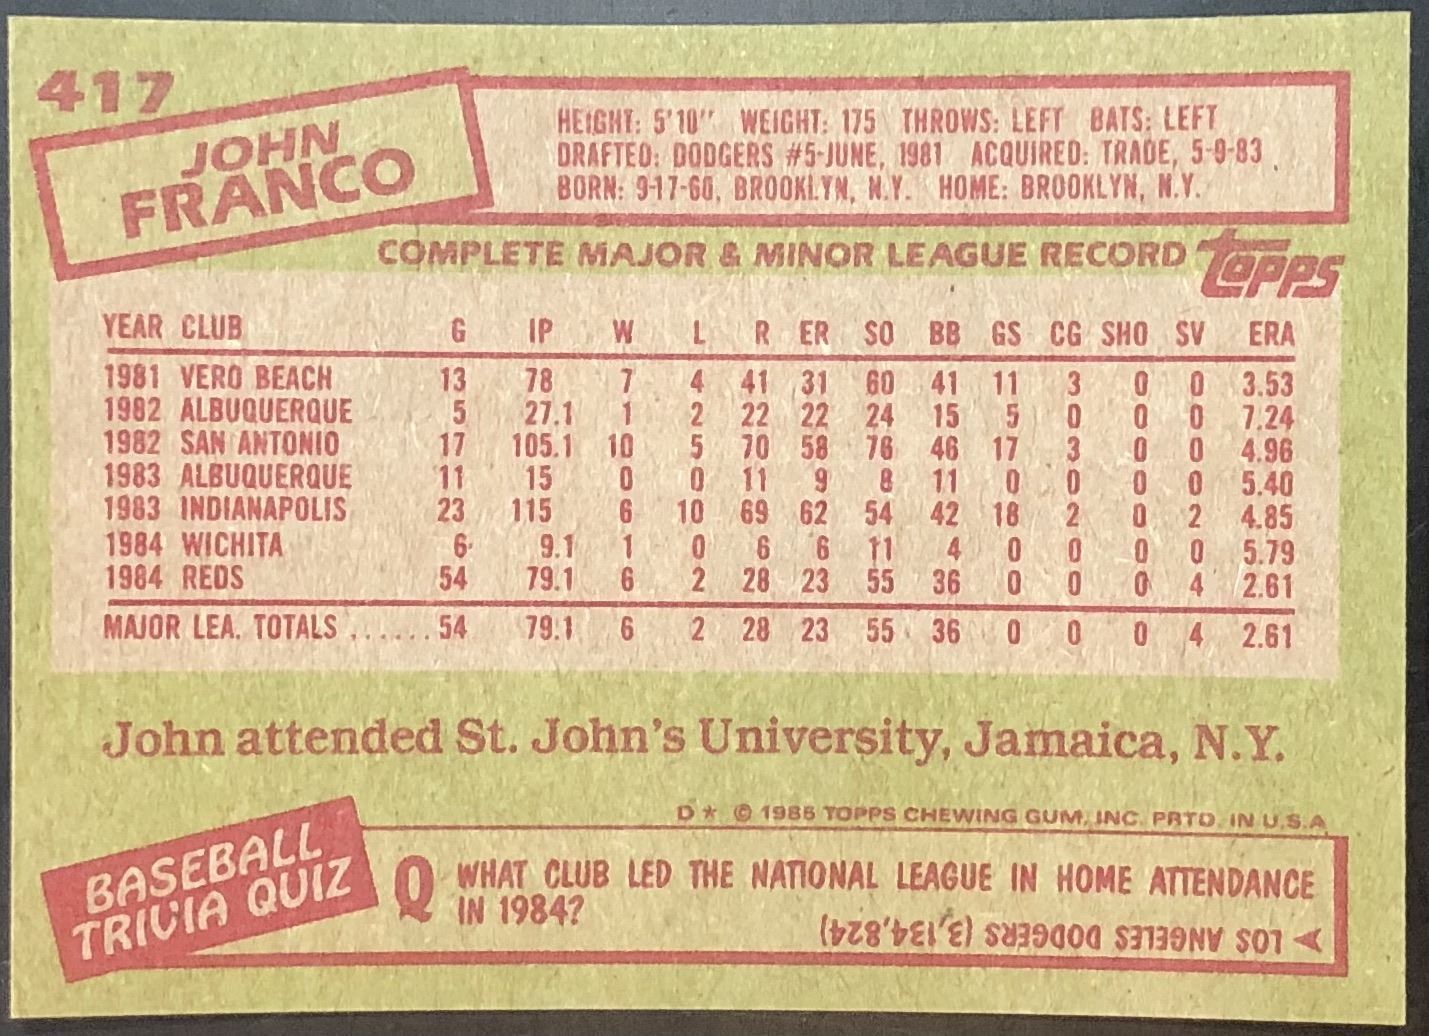 417
JOHN
FRANCO
HEIGHT: 5'10" WEIGHT: 175 THROWS: LEFT BATS: LEFT
DRAFTED: DODGERS #5-JUNE, 1981 ACQUIRED: TRADE, 5-9-83
BORN: 9-17-60, BROOKLYN, N.Y. HOME: BROOKLYN, N.Y.
COMPLETE MAJOR & MINOR LEAGUE RECORD topps
YEAR CLUB G IP W L R ER SO BB GS CG SHO SV ERA
1981 VERO BEACH 13 78 7 4 41 31 60 41 11 3 0 0 3.53
1982 ALBUQUERQUE 5 27.1 1 2 22 22 24 15 5 0 0 0 7.24
1982 SAN ANTONIO 17 105.1 10 5 70 58 76 46 17 3 0 0 4.96
1983 ALBUQUERQUE 11 15 0 0 11 9 8 11 0 0 0 0 5.40
1983 INDIANAPOLIS 23 115 6 10 69 62 54 42 18 2 0 2 4.85
1984 WICHITA 6 9.1 1 0 6 6 11 4 0 0 0 0 5.79
1984 REDS 54 79.1 6 2 28 23 55 36 0 0 0 4 2.61
MAJOR LEA. TOTALS ...... 54 79.1 6 2 28 23 55 36 0 0 0 4 2.61
John attended St. John's University, Jamaica, N.Y.
D * © 1985 TOPPS CHEWING GUM, INC. PRTD. IN U.S.A.
BASEBALL
TRIVIA QUIZ
Q WHAT CLUB LED THE NATIONAL LEAGUE IN HOME ATTENDANCE
IN 1984?
LOS ANGELES DODGERS (3,134,824)